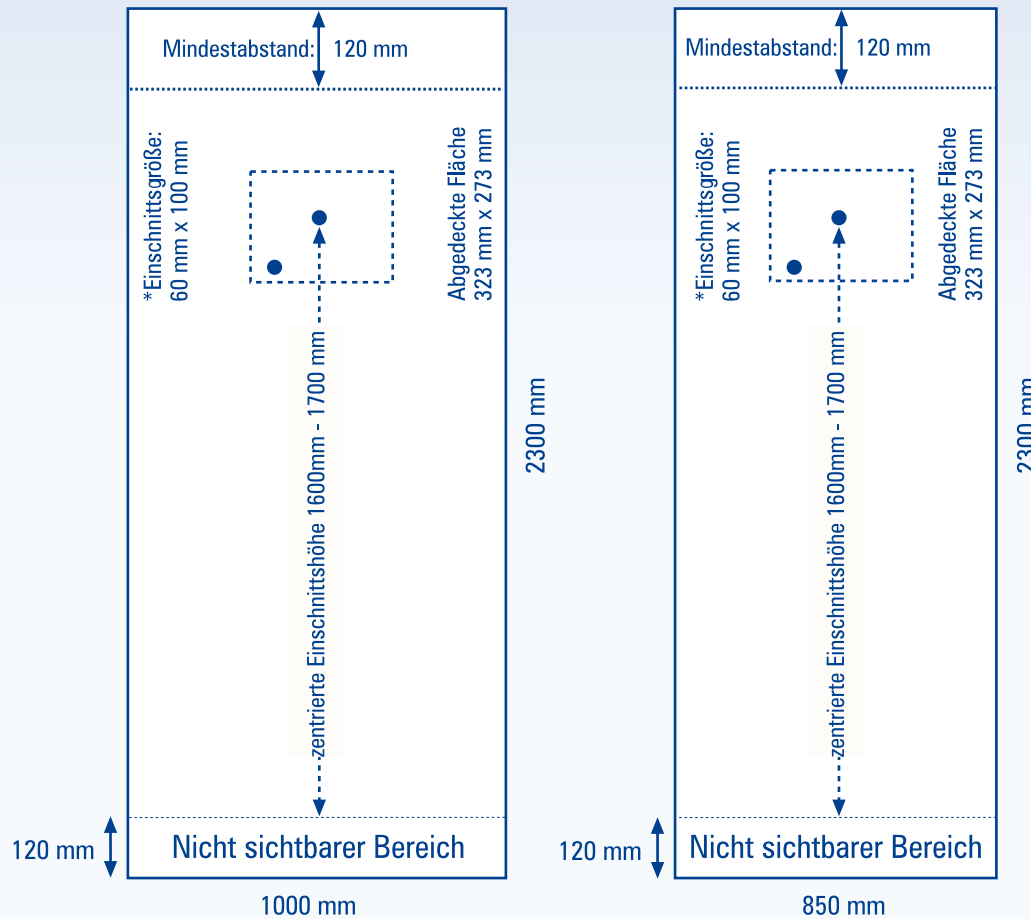 Mindestabstand: 120 mm
*Einschnittsgröße:
60 mm x 100 mm
Abgedeckte Fläche
323 mm x 273 mm
zentrierte Einschnittshöhe 1600mm - 1700 mm
2300 mm
120 mm
Nicht sichtbarer Bereich
1000 mm
Mindestabstand: 120 mm
*Einschnittsgröße:
60 mm x 100 mm
Abgedeckte Fläche
323 mm x 273 mm
zentrierte Einschnittshöhe 1600mm - 1700 mm
2300 mm
120 mm
Nicht sichtbarer Bereich
850 mm